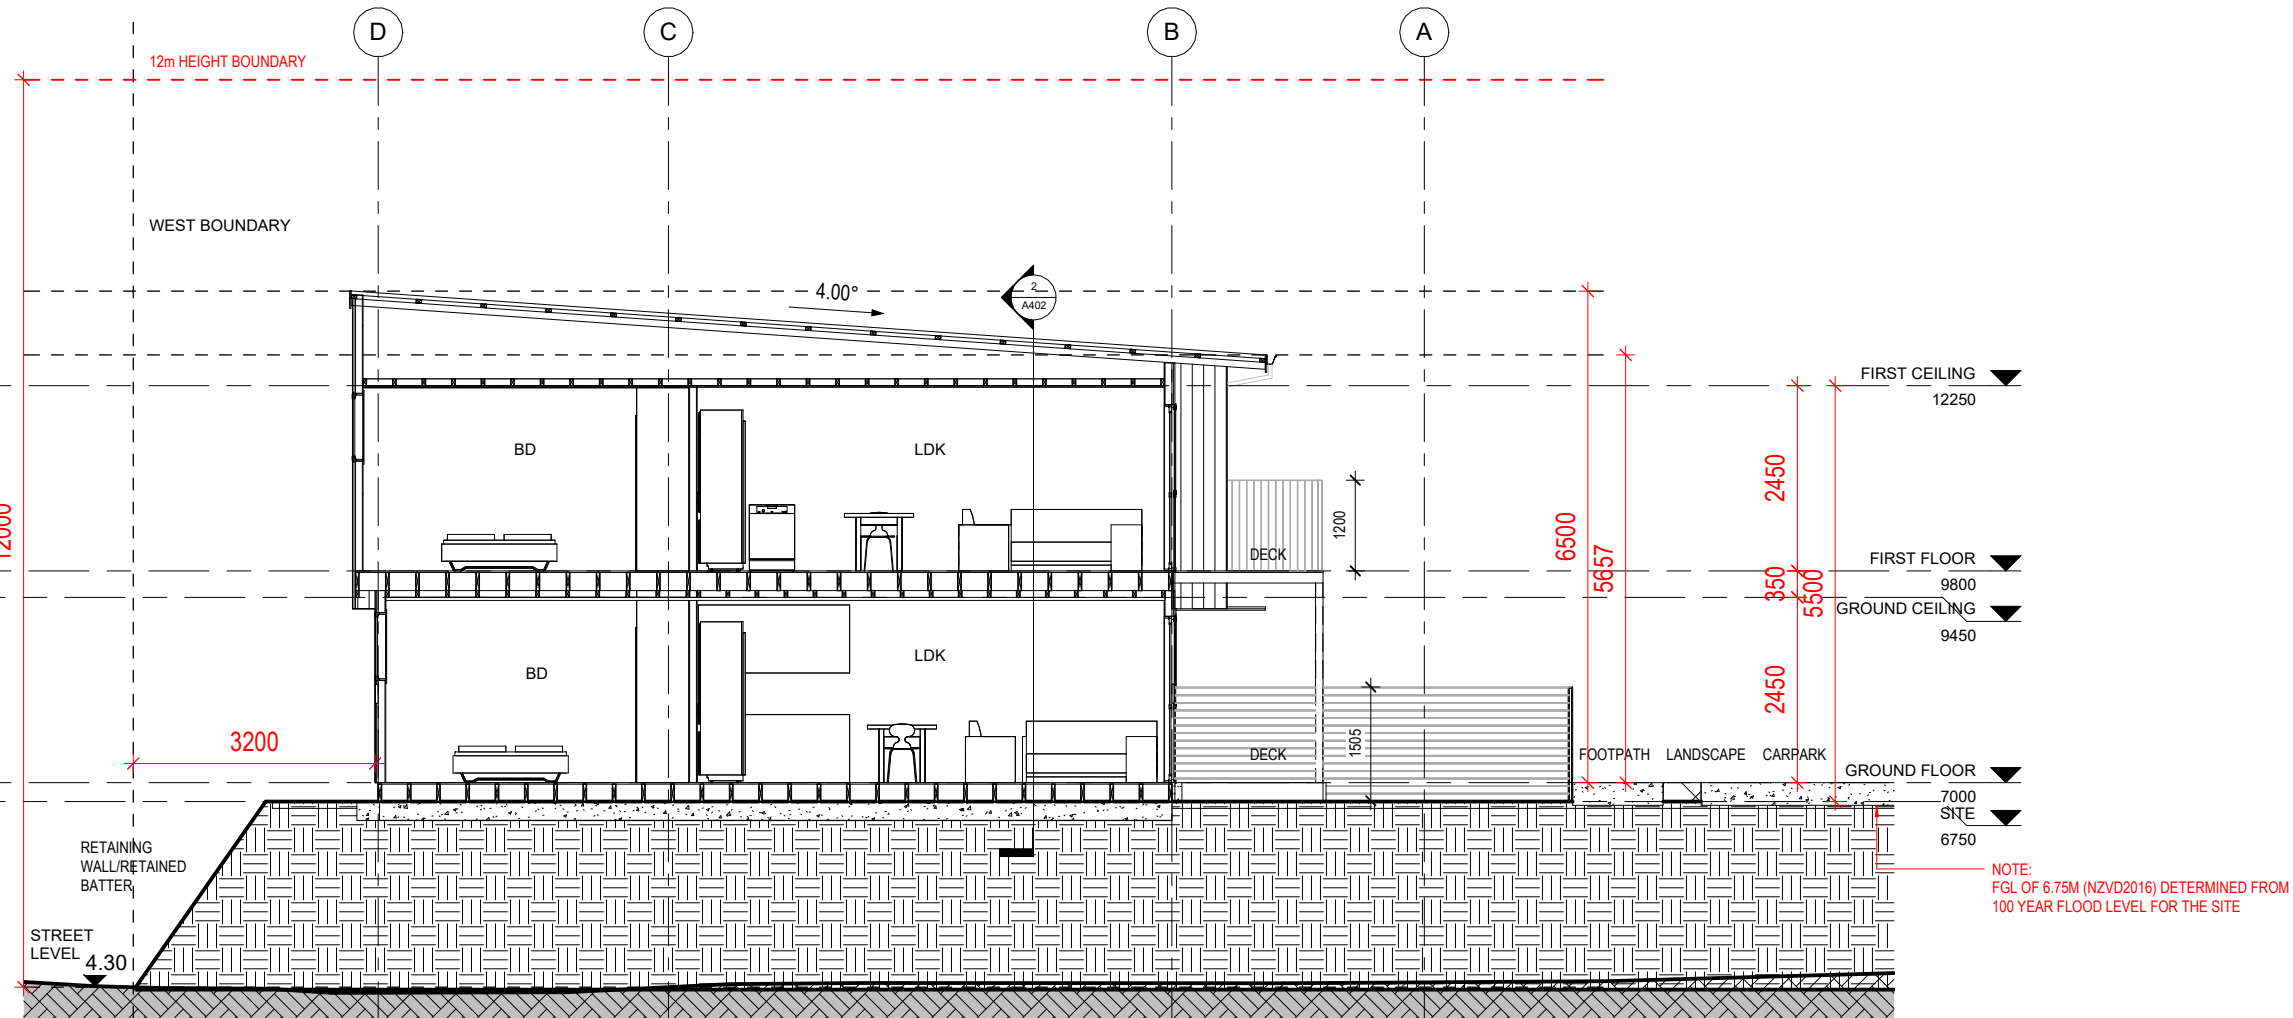 D
C
B
A
12m HEIGHT BOUNDARY
WEST BOUNDARY
4.00°
2
A402
FIRST CEILING
12250
BD
LDK
2450
12000
1200
6500
DECK
FIRST FLOOR
9800
5657
350
5500
GROUND CEILING
9450
BD
LDK
2450
3200
1505
DECK
FOOTPATH
LANDSCAPE
CARPARK
GROUND FLOOR
7000
SITE
6750
RETAINING
WALL/RETAINED
BATTER
NOTE:
FGL OF 6.75M (NZVD2016) DETERMINED FROM
100 YEAR FLOOD LEVEL FOR THE SITE
STREET
LEVEL
4.30